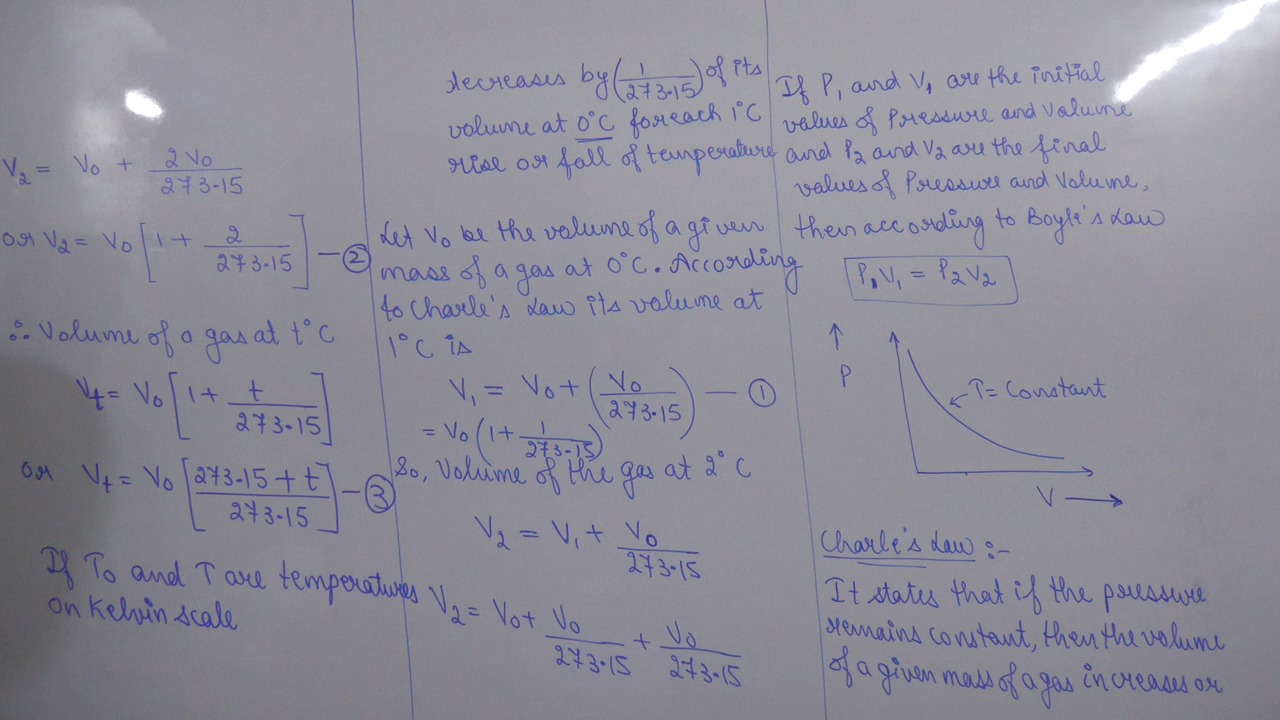 If P₁ and V₁ are the initial
values of Pressure and Volume
and P₂ and V₂ are the final
values of Pressure and Volume,
then according to Boyle's Law
P₁V₁ = P₂V₂
↑
P
T = Constant
V →
Charle's Law :-
It states that if the pressure
remains constant, then the volume
of a given mass of a gas increases or
decreases by (1/273.15) of its
volume at 0°C for each 1°C
rise or fall of temperature
Let V₀ be the volume of a given
mass of a gas at 0°C. According
to Charle's Law its volume at
1°C is
V₁ = V₀ + (V₀/273.15) — ①
= V₀ (1 + 1/273.15)
So, Volume of the gas at 2°C
V₂ = V₁ + V₀/273.15
V₂ = V₀ + V₀/273.15 + V₀/273.15
V₂ = V₀ + 2V₀/273.15
or V₂ = V₀ [1 + 2/273.15] — ②
∴ Volume of a gas at t°C
Vt = V₀ [1 + t/273.15]
or Vt = V₀ [273.15 + t/273.15] — ③
If T₀ and T are temperatures
on Kelvin scale